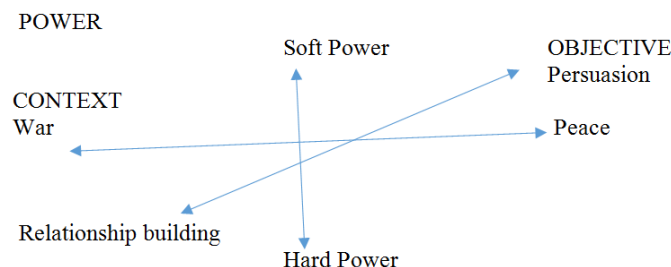 POWER
Soft Power
OBJECTIVE
Persuasion
CONTEXT
War
Peace
Relationship building
Hard Power